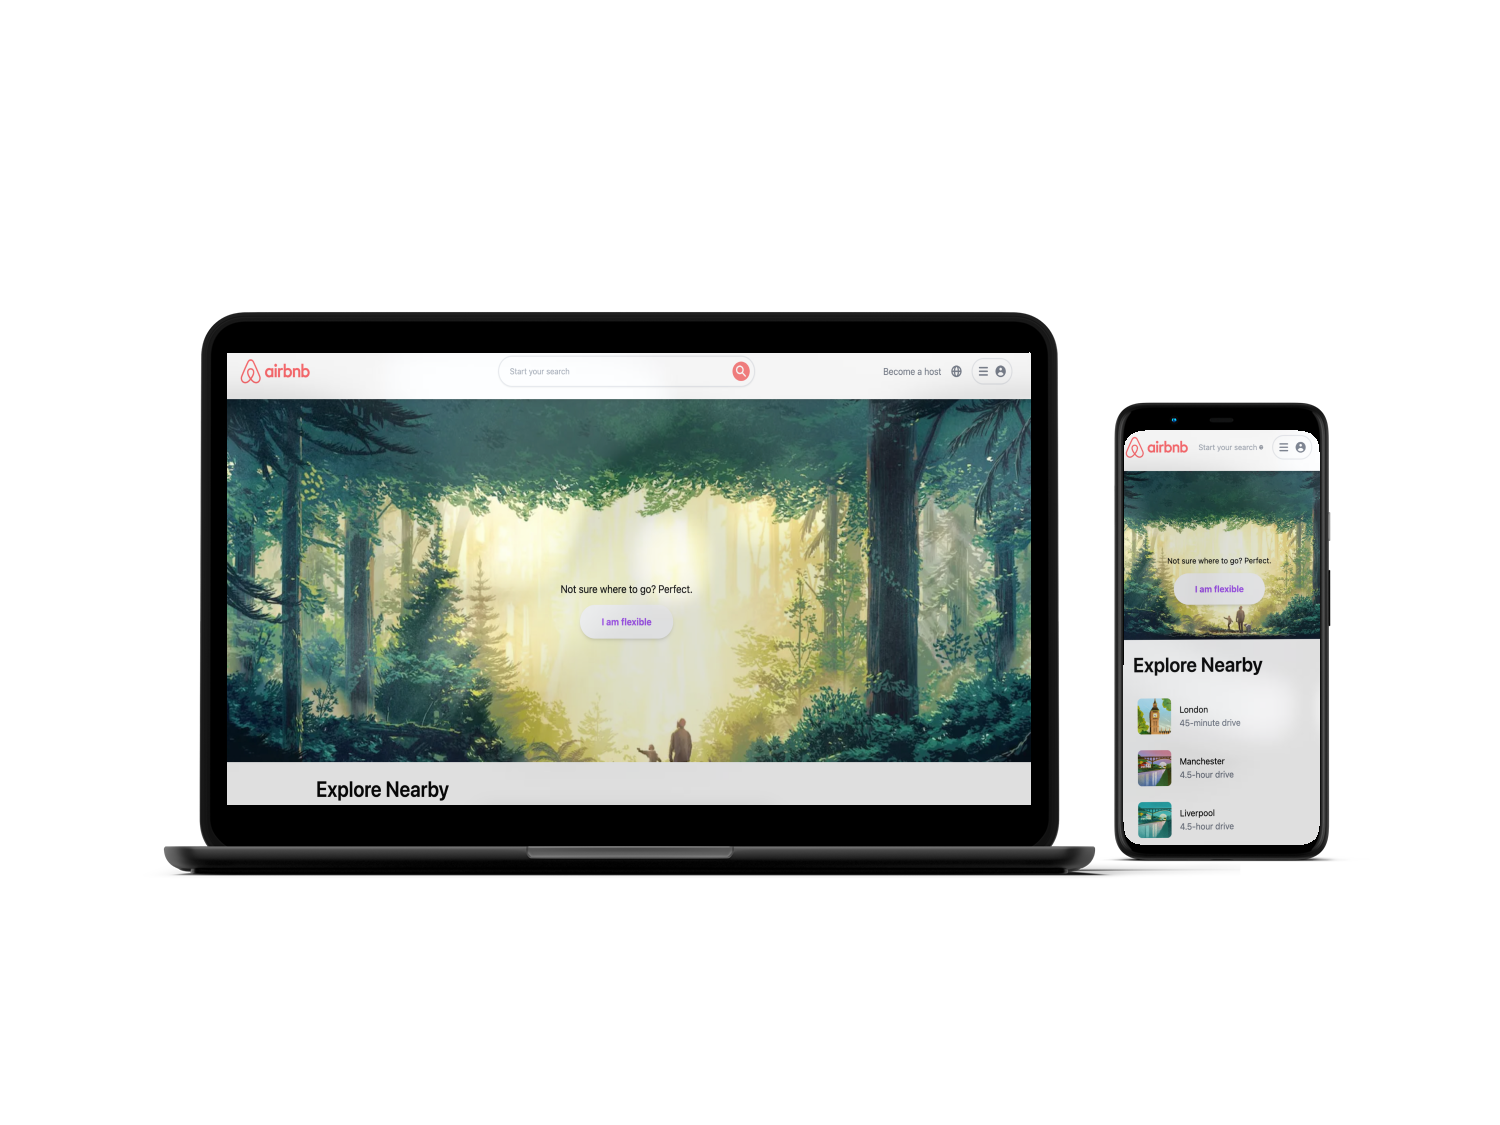 airbnb
Start your search
Become a host
Not sure where to go? Perfect.
I am flexible
Explore Nearby
airbnb
Start your search
Not sure where to go? Perfect.
I am flexible
Explore Nearby
London
45-minute drive
Manchester
4.5-hour drive
Liverpool
4.5-hour drive